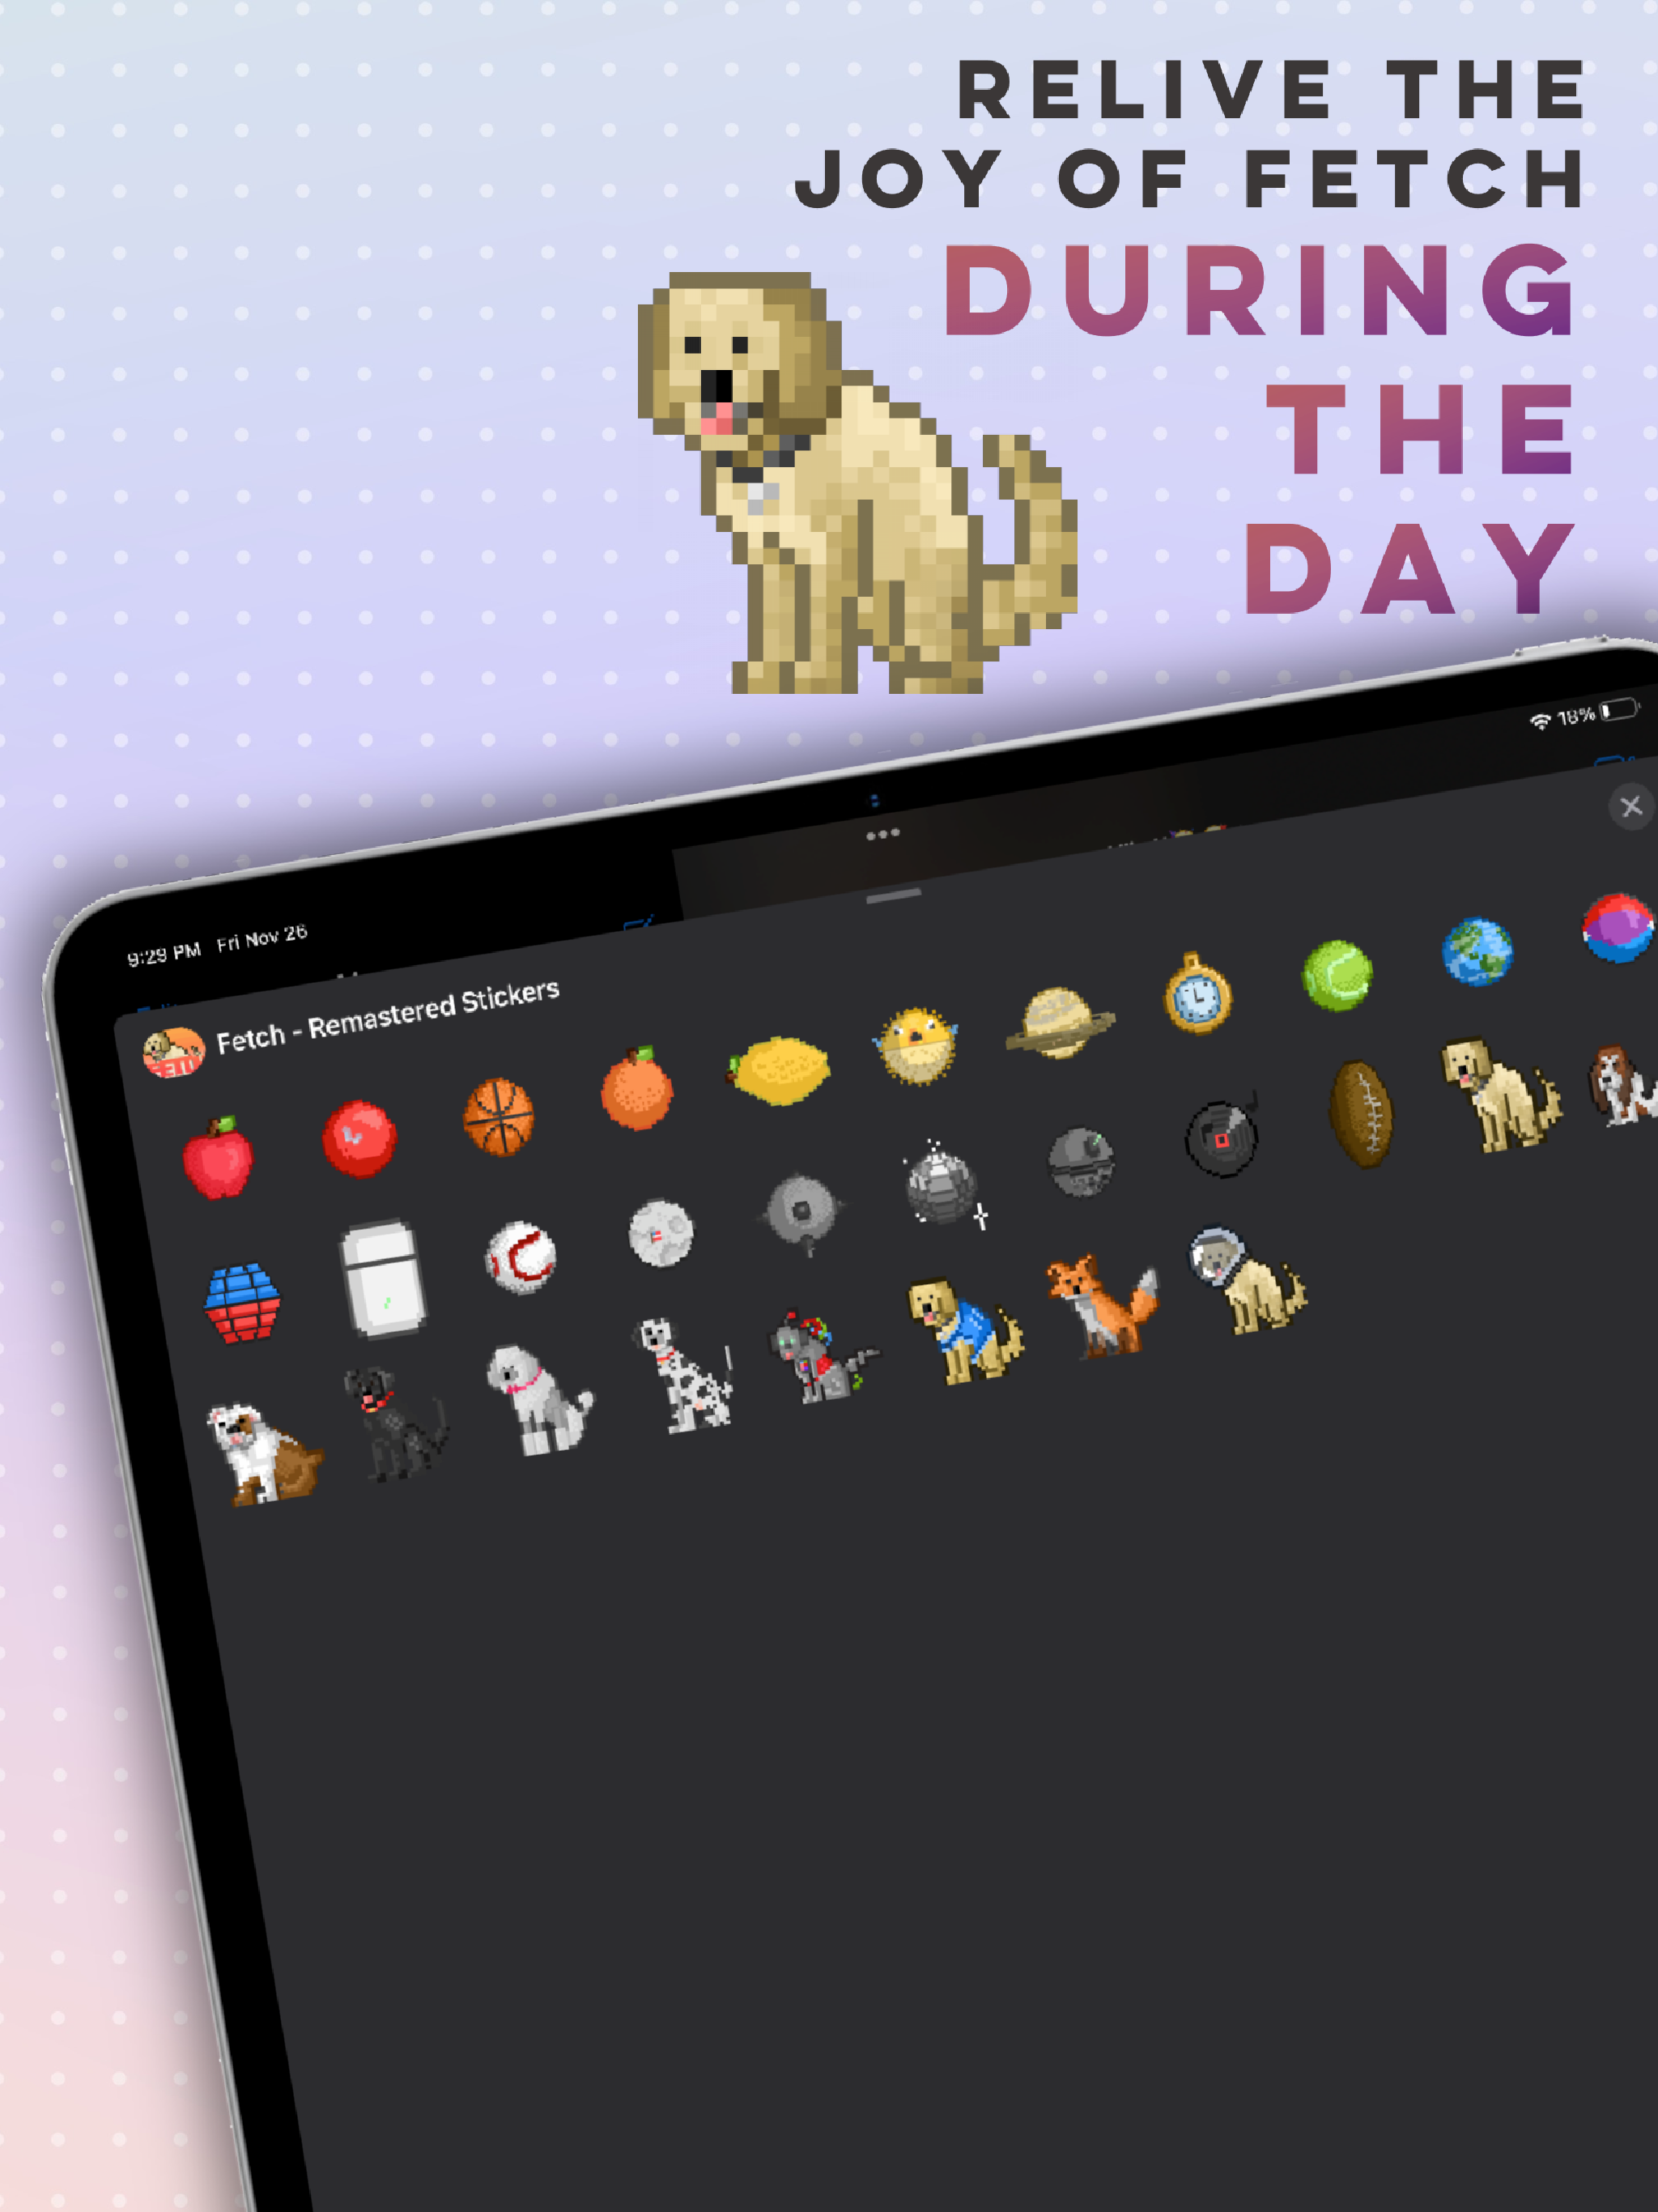 RELIVE THE
JOY OF FETCH
DURING
THE
DAY
18%
9:29 PM Fri Nov 26
Fetch - Remastered Stickers